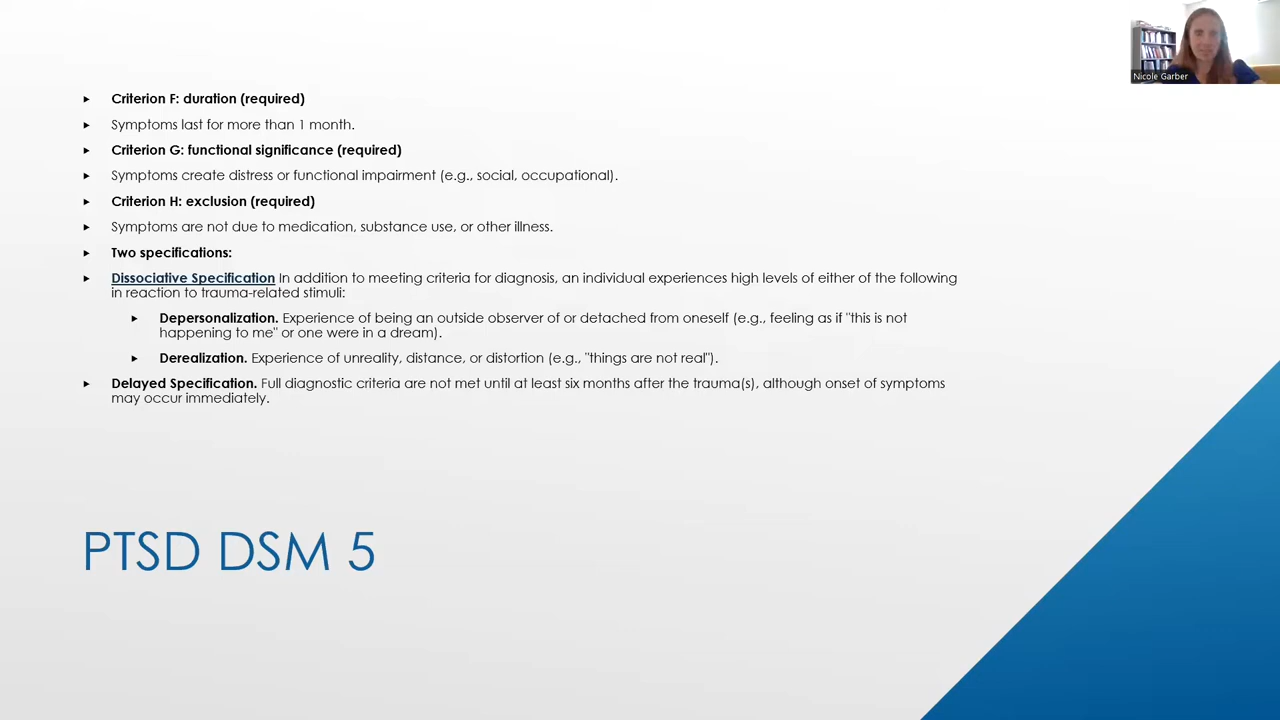 Nicole Garber
Criterion F: duration (required)
Symptoms last for more than 1 month.
Criterion G: functional significance (required)
Symptoms create distress or functional impairment (e.g., social, occupational).
Criterion H: exclusion (required)
Symptoms are not due to medication, substance use, or other illness.
Two specifications:
Dissociative Specification In addition to meeting criteria for diagnosis, an individual experiences high levels of either of the following
in reaction to trauma-related stimuli:
Depersonalization. Experience of being an outside observer of or detached from oneself (e.g., feeling as if "this is not
happening to me" or one were in a dream).
Derealization. Experience of unreality, distance, or distortion (e.g., "things are not real").
Delayed Specification. Full diagnostic criteria are not met until at least six months after the trauma(s), although onset of symptoms
may occur immediately.
PTSD DSM 5